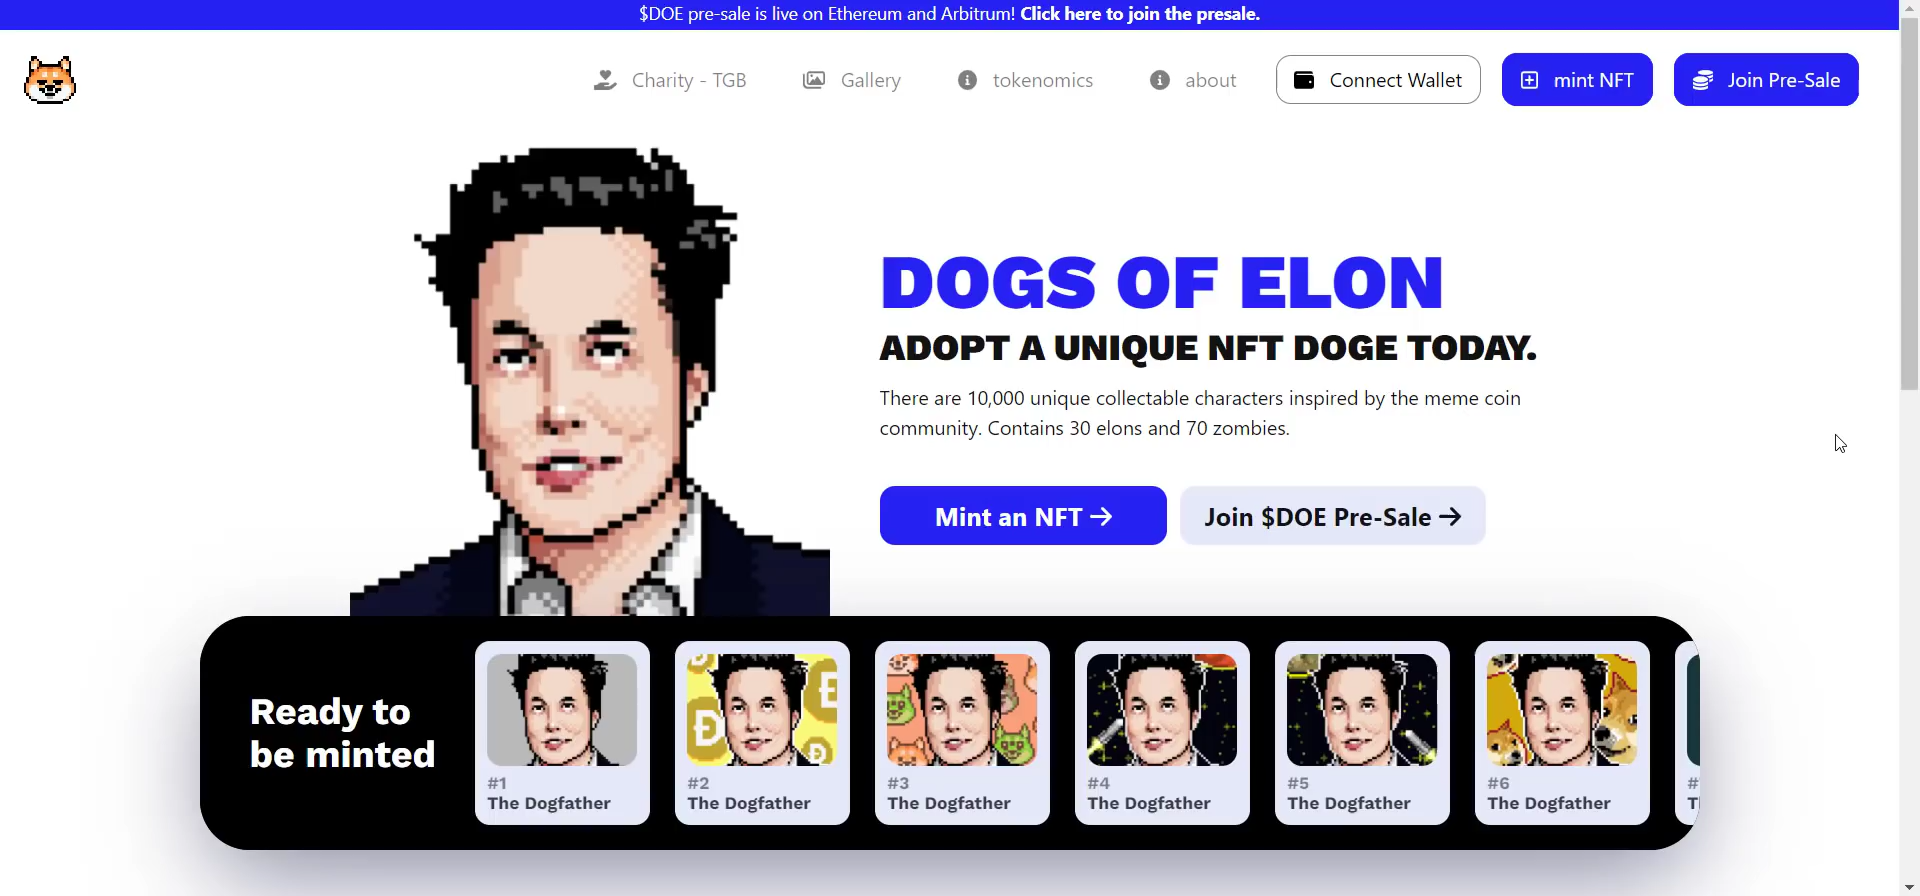 $DOE pre-sale is live on Ethereum and Arbitrum! Click here to join the presale.
Charity - TGB
Gallery
tokenomics
about
Connect Wallet
mint NFT
Join Pre-Sale
DOGS OF ELON
ADOPT A UNIQUE NFT DOGE TODAY.
There are 10,000 unique collectable characters inspired by the meme coin
community. Contains 30 elons and 70 zombies.
Mint an NFT →
Join $DOE Pre-Sale →
Ready to
be minted
#1
The Dogfather
#2
The Dogfather
#3
The Dogfather
#4
The Dogfather
#5
The Dogfather
#6
The Dogfather